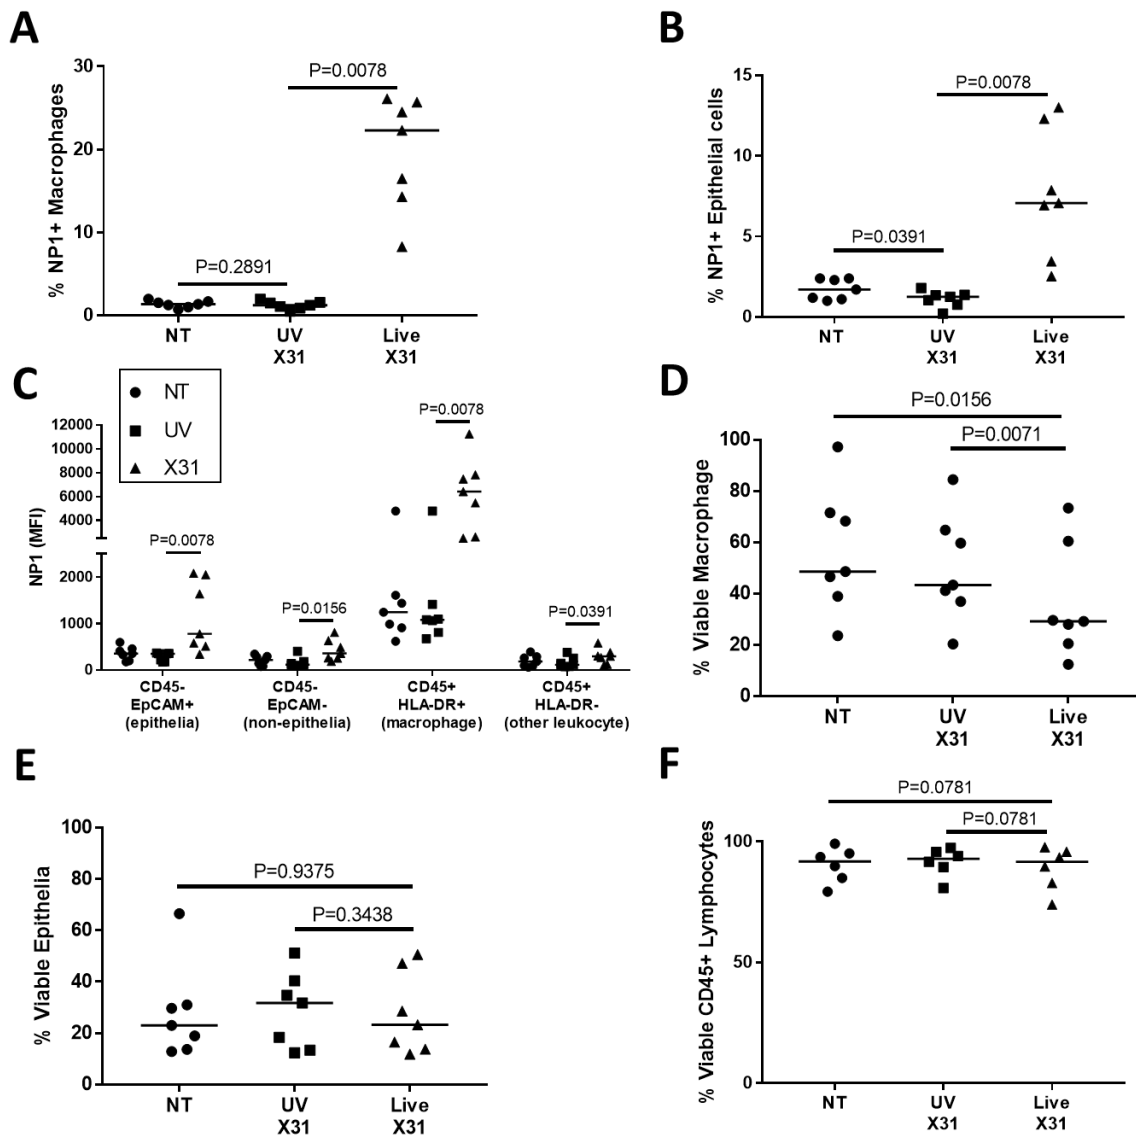 A
% NP1+ Macrophages
30
20
10
0
P=0.0078
P=0.2891
NT
UV
X31
Live
X31
B
% NP1+ Epithelial cells
15
10
5
0
P=0.0078
P=0.0391
NT
UV
X31
Live
X31
C
NT
UV
X31
NP1 (MFI)
12000
10000
8000
6000
4000
2000
1000
0
P=0.0078
P=0.0156
P=0.0078
P=0.0391
CD45-
EpCAM+
(epithelia)
CD45-
EpCAM-
(non-epithelia)
CD45+
HLA-DR+
(macrophage)
CD45+
HLA-DR-
(other leukocyte)
D
% Viable Macrophage
100
80
60
40
20
0
P=0.0156
P=0.0071
NT
UV
X31
Live
X31
E
% Viable Epithelia
100
80
60
40
20
0
P=0.9375
P=0.3438
NT
UV
X31
Live
X31
F
% Viable CD45+ Lymphocytes
100
50
0
P=0.0781
P=0.0781
NT
UV
X31
Live
X31